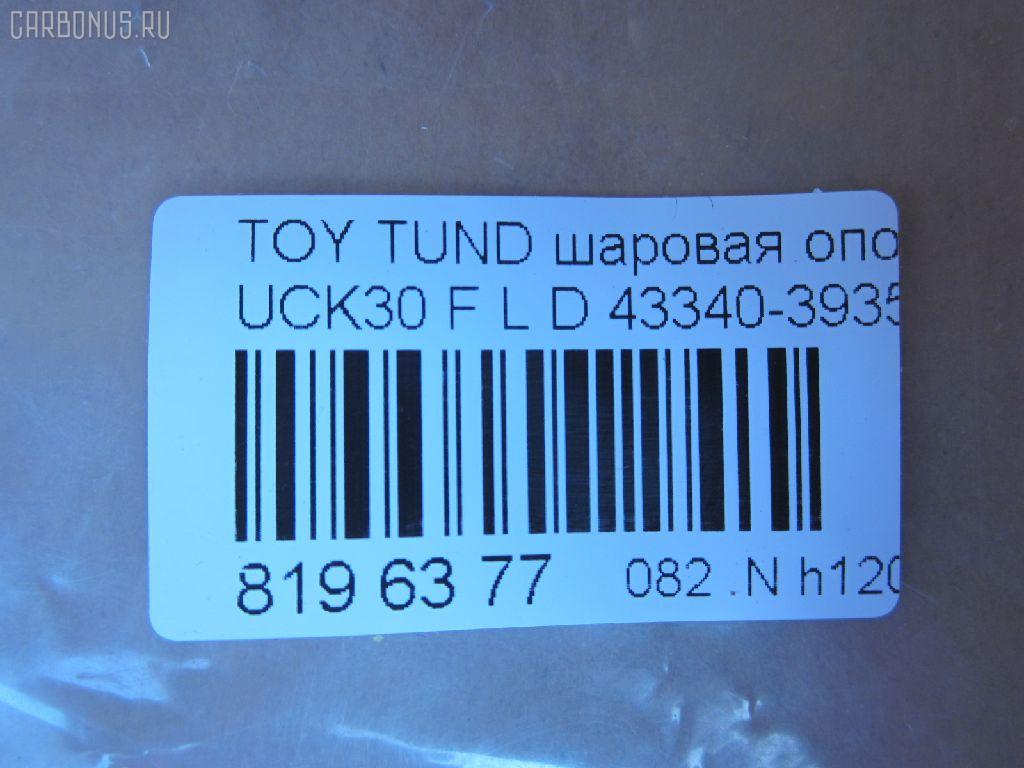 CARBONUS.RU
TOY TUND шаровая опо
UCK30 F L D 43340-3935
819 63 77 082 .N h120